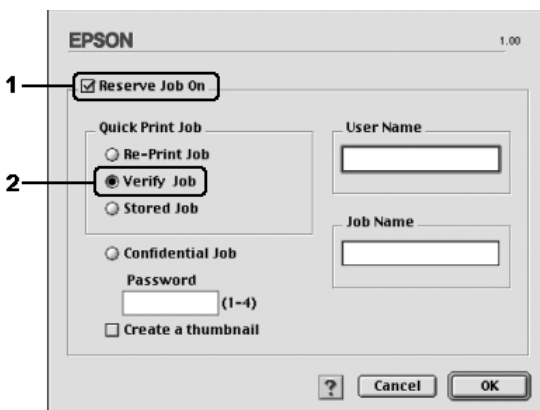 EPSON
1.00
1
Reserve Job On
Quick Print Job
Re-Print Job
2
Verify Job
Stored Job
Confidential Job
Password
(1-4)
Create a thumbnail
User Name
Job Name
?
Cancel
OK